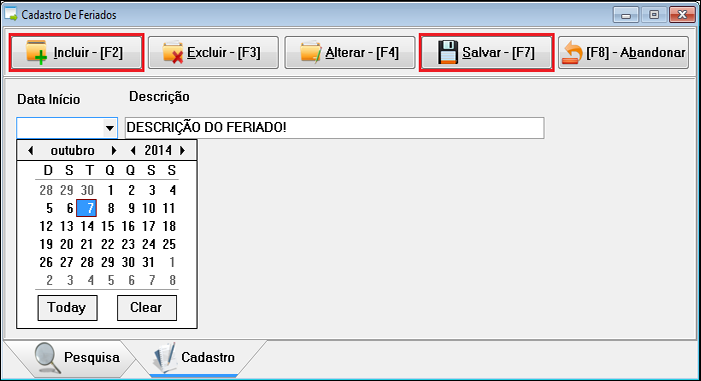 Cadastro De Feriados
Incluir - [F2] Excluir - [F3] Alterar - [F4] Salvar - [F7] [F8] - Abandonar
Data Início Descrição
DESCRIÇÃO DO FERIADO!
outubro 2014
D S T Q Q S S
28 29 30 1 2 3 4
5 6 7 8 9 10 11
12 13 14 15 16 17 18
19 20 21 22 23 24 25
26 27 28 29 30 31 1
2 3 4 5 6 7 8
Today Clear
Pesquisa Cadastro